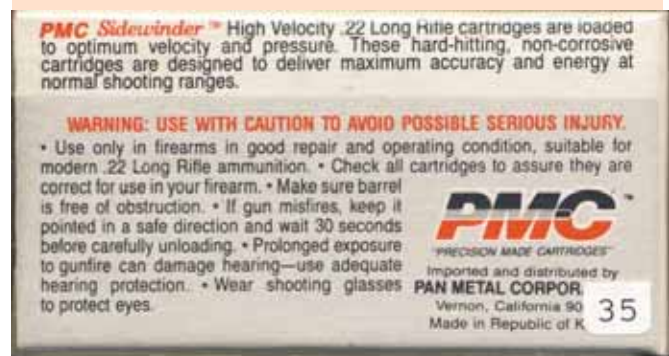 PMC Sidewinder ™ High Velocity .22 Long Rifle cartridges are loaded
to optimum velocity and pressure. These hard-hitting, non-corrosive
cartridges are designed to deliver maximum accuracy and energy at
normal shooting ranges.
WARNING: USE WITH CAUTION TO AVOID POSSIBLE SERIOUS INJURY.
• Use only in firearms in good repair and operating condition, suitable for
modern .22 Long Rifle ammunition. • Check all cartridges to assure they are
correct for use in your firearm. • Make sure barrel
is free of obstruction. • If gun misfires, keep it
pointed in a safe direction and wait 30 seconds
before carefully unloading. • Prolonged exposure
to gunfire can damage hearing—use adequate
hearing protection. • Wear shooting glasses
to protect eyes.
PMC ™
"PRECISION MADE CARTRIDGES"
Imported and distributed by
PAN METAL CORPOR
Vernon, California 90
Made in Republic of K
35